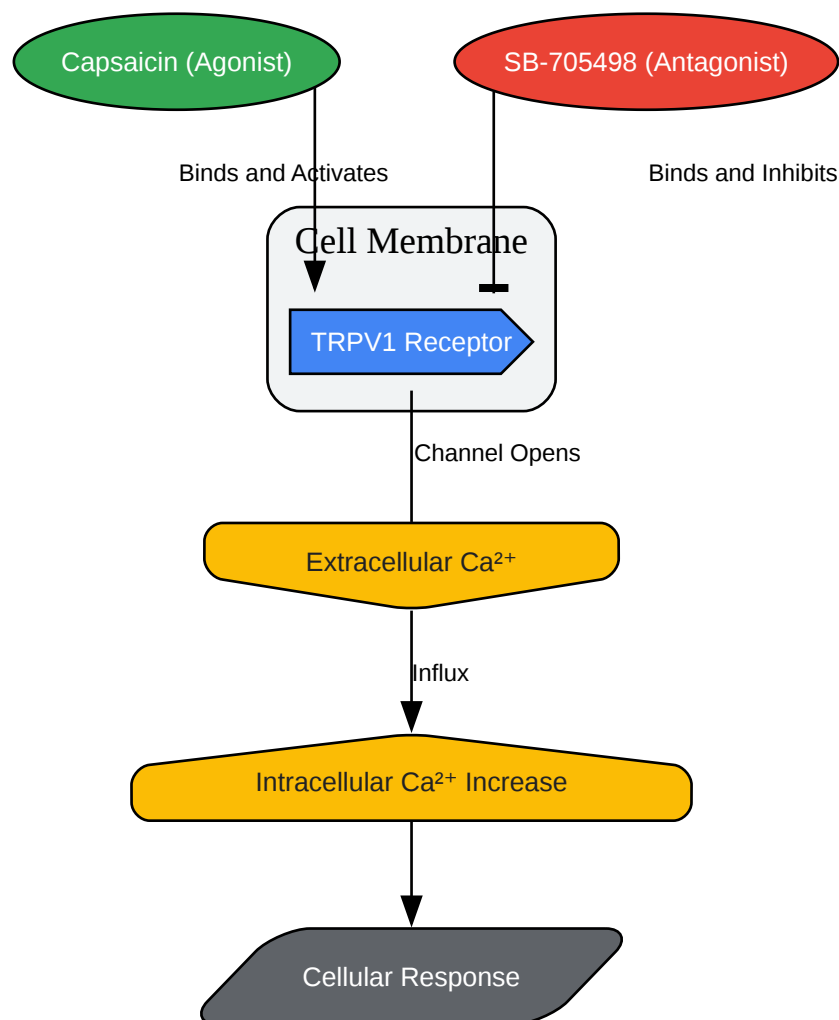 Capsaicin (Agonist)
SB-705498 (Antagonist)
Binds and Activates
Binds and Inhibits
Cell Membrane
TRPV1 Receptor
Channel Opens
Extracellular Ca²⁺
Influx
Intracellular Ca²⁺ Increase
Cellular Response